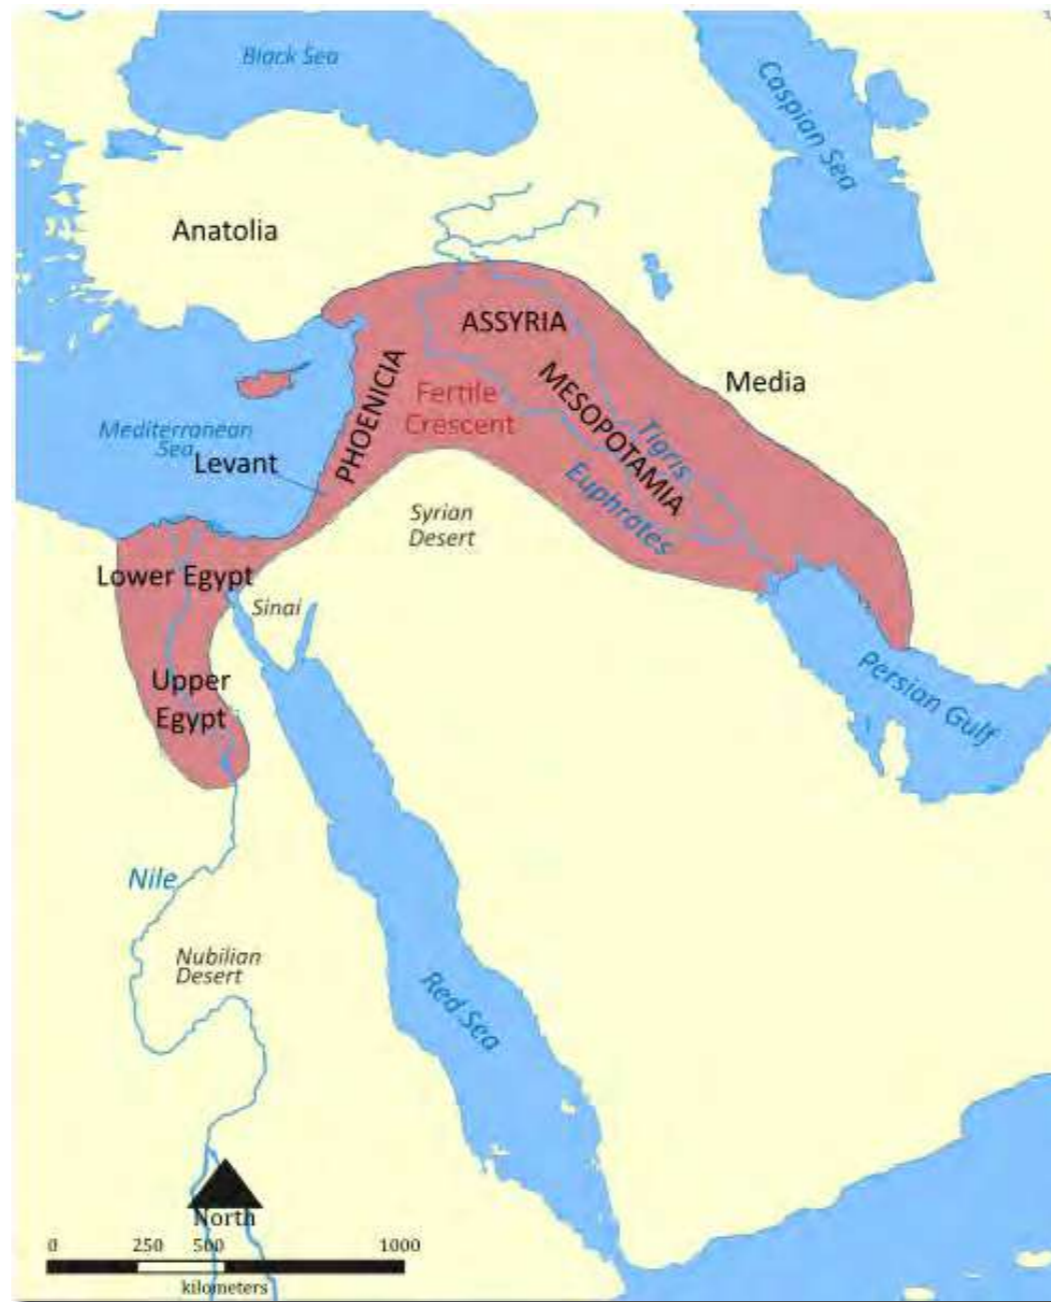 Black Sea
Caspian Sea
Anatolia
ASSYRIA
PHOENICIA
Fertile
Crescent
MESOPOTAMIA
Media
Mediterranean
Sea
Levant
Tigris
Euphrates
Syrian
Desert
Lower Egypt
Sinai
Upper
Egypt
Persian Gulf
Nile
Nubilian
Desert
Red Sea
North
0 250 500 1000
kilometers